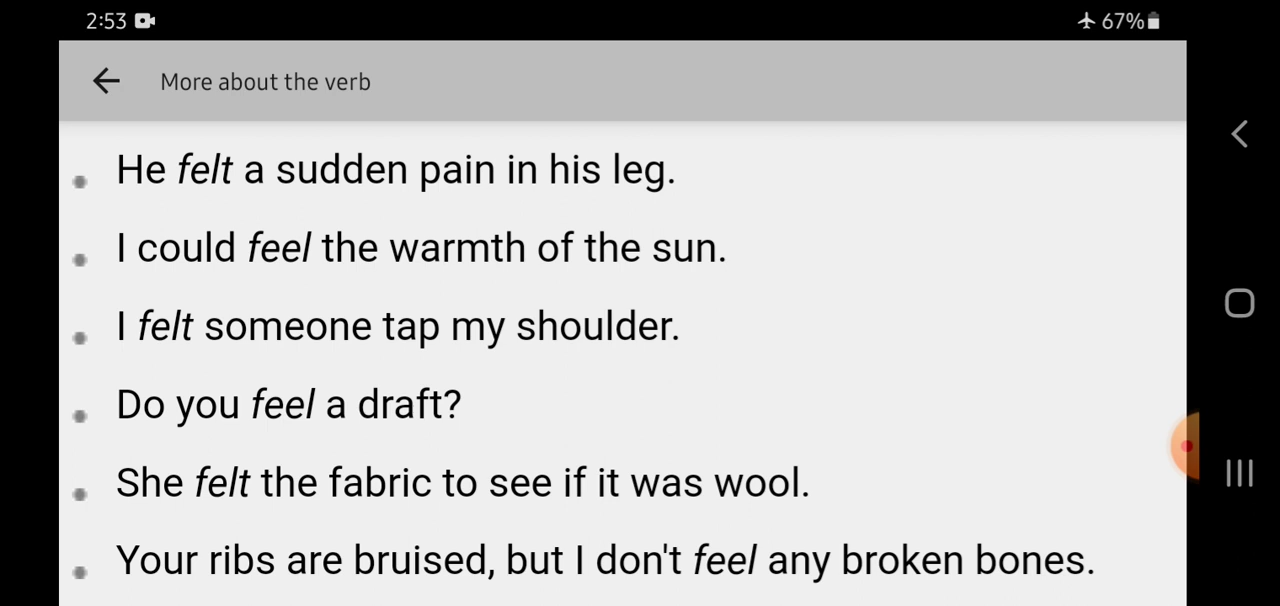 2:53 67%
More about the verb
He felt a sudden pain in his leg.
I could feel the warmth of the sun.
I felt someone tap my shoulder.
Do you feel a draft?
She felt the fabric to see if it was wool.
Your ribs are bruised, but I don't feel any broken bones.